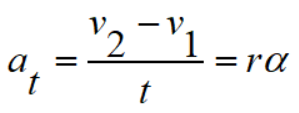 a_t = (v_2 − v_1) / t = rα